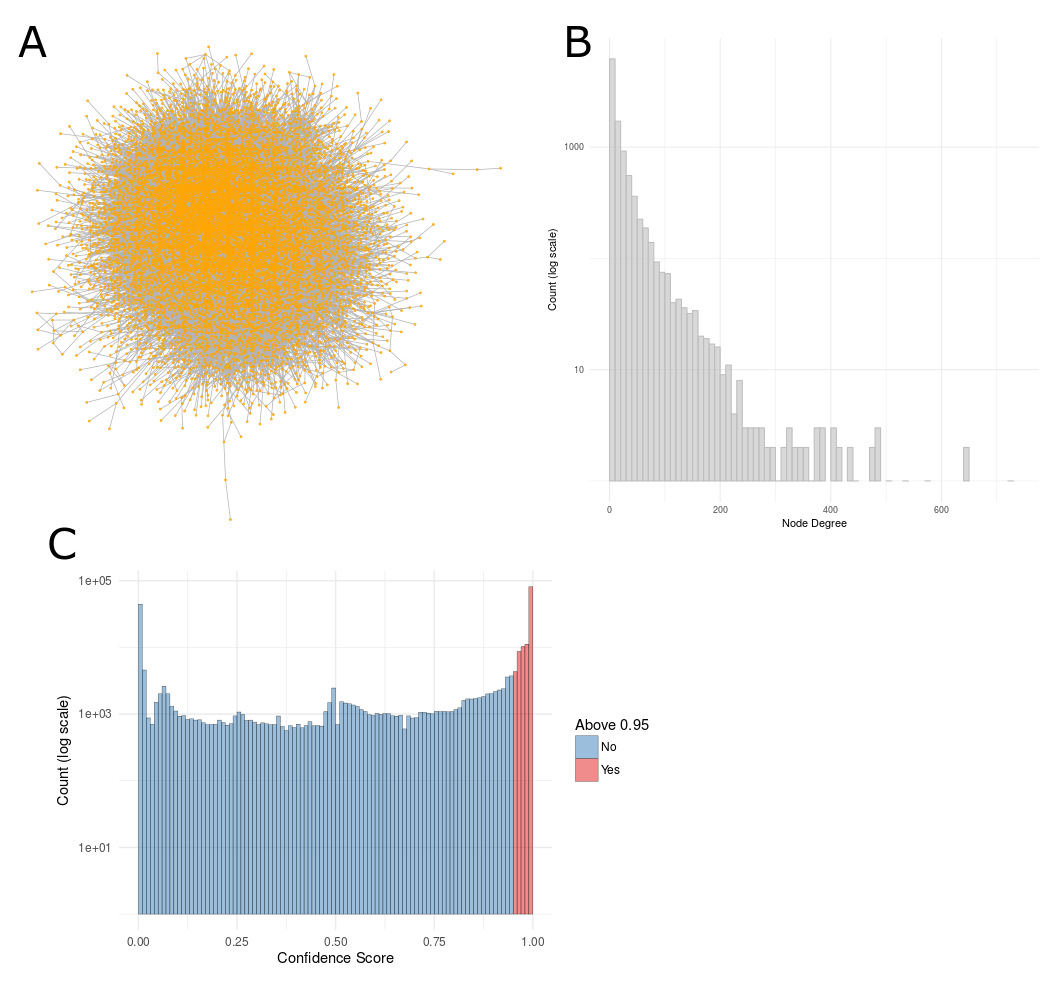 A
B
1000
10
Count (log scale)
0
200
400
600
Node Degree
C
1e+05
1e+03
1e+01
Count (log scale)
0.00
0.25
0.50
0.75
1.00
Confidence Score
Above 0.95
No
Yes